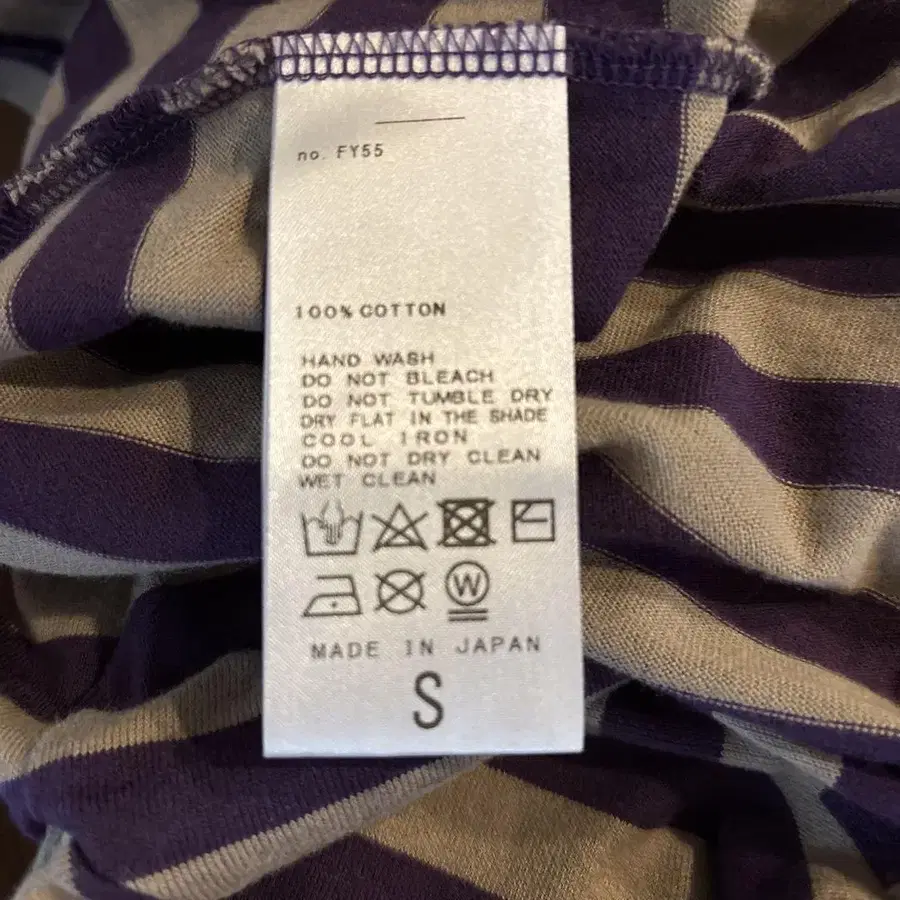 no. FY55
100% COTTON
HAND WASH
DO NOT BLEACH
DO NOT TUMBLE DRY
DRY FLAT IN THE SHADE
COOL IRON
DO NOT DRY CLEAN
WET CLEAN
W
MADE IN JAPAN
S